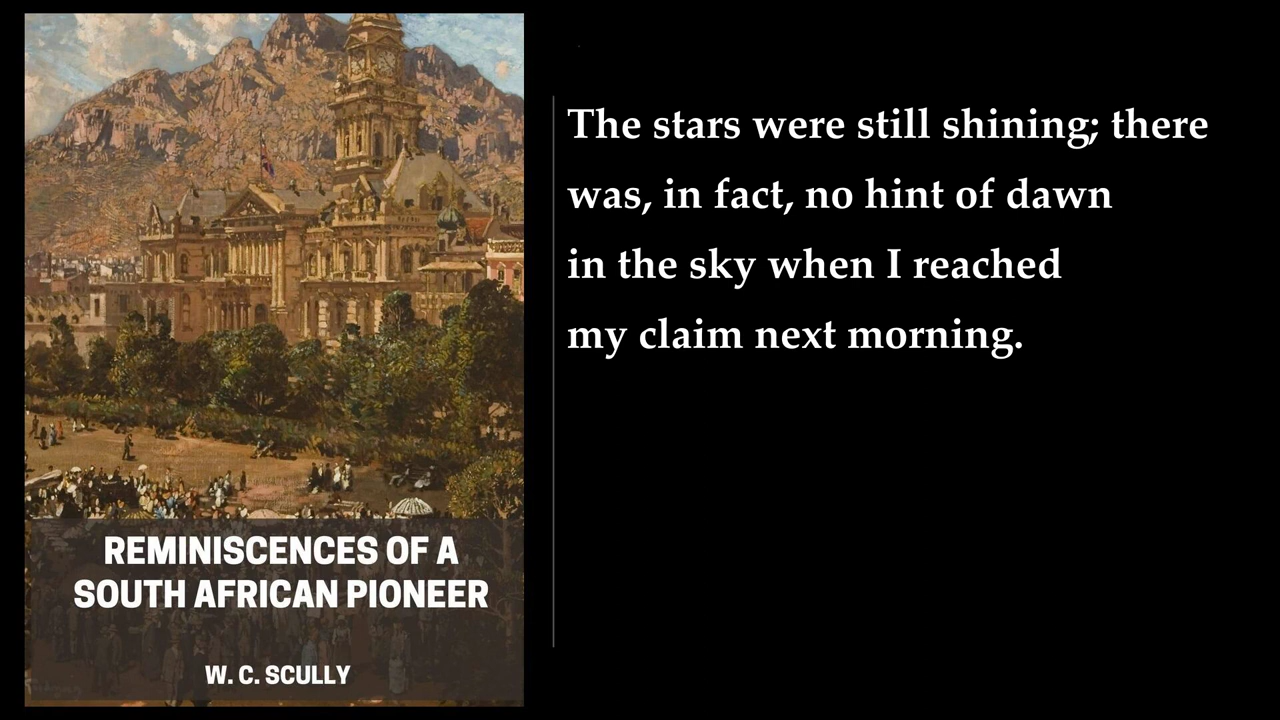 The stars were still shining; there
was, in fact, no hint of dawn
in the sky when I reached
my claim next morning.
REMINISCENCES OF A
SOUTH AFRICAN PIONEER
W. C. SCULLY